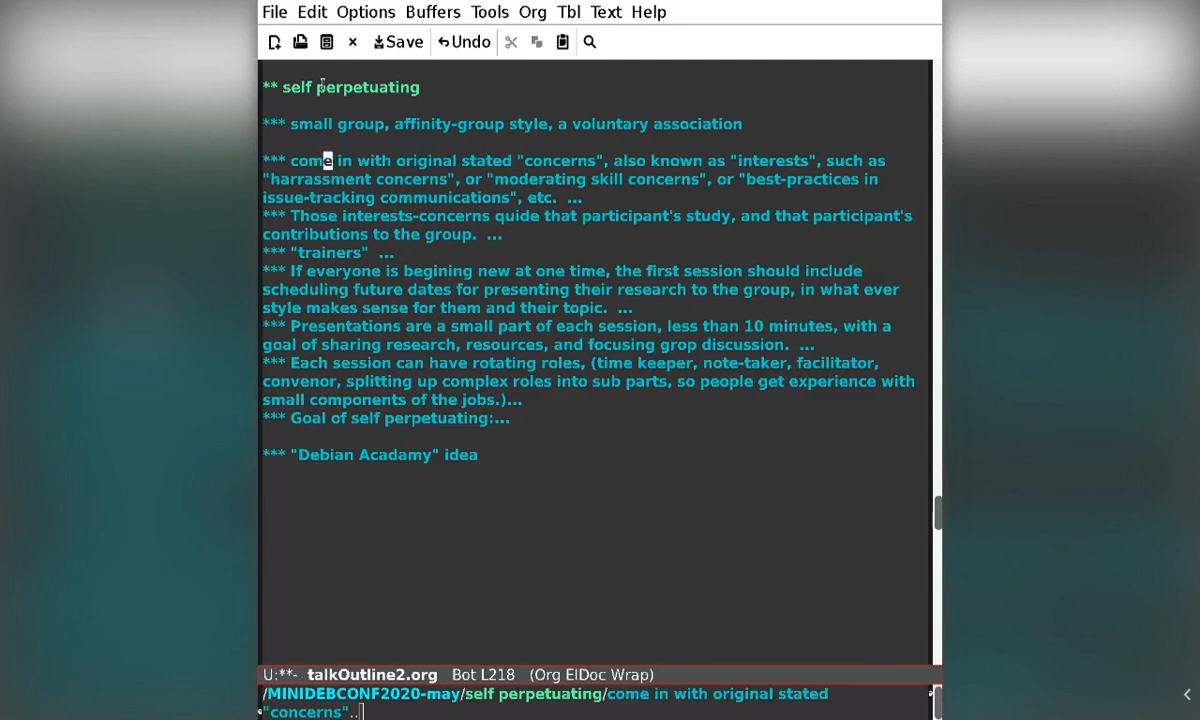 File Edit Options Buffers Tools Org Tbl Text Help
Save Undo
** self perpetuating
*** small group, affinity-group style, a voluntary association
*** come in with original stated "concerns", also known as "interests", such as
"harrassment concerns", or "moderating skill concerns", or "best-practices in
issue-tracking communications", etc. ...
*** Those interests-concerns quide that participant's study, and that participant's
contributions to the group. ...
*** "trainers" ...
*** If everyone is begining new at one time, the first session should include
scheduling future dates for presenting their research to the group, in what ever
style makes sense for them and their topic. ...
*** Presentations are a small part of each session, less than 10 minutes, with a
goal of sharing research, resources, and focusing grop discussion. ...
*** Each session can have rotating roles, (time keeper, note-taker, facilitator,
convenor, splitting up complex roles into sub parts, so people get experience with
small components of the jobs.)...
*** Goal of self perpetuating:...
*** "Debian Acadamy" idea
U:**- talkOutline2.org Bot L218 (Org ElDoc Wrap)
/MINIDEBCONF2020-may/self perpetuating/come in with original stated
"concerns"..